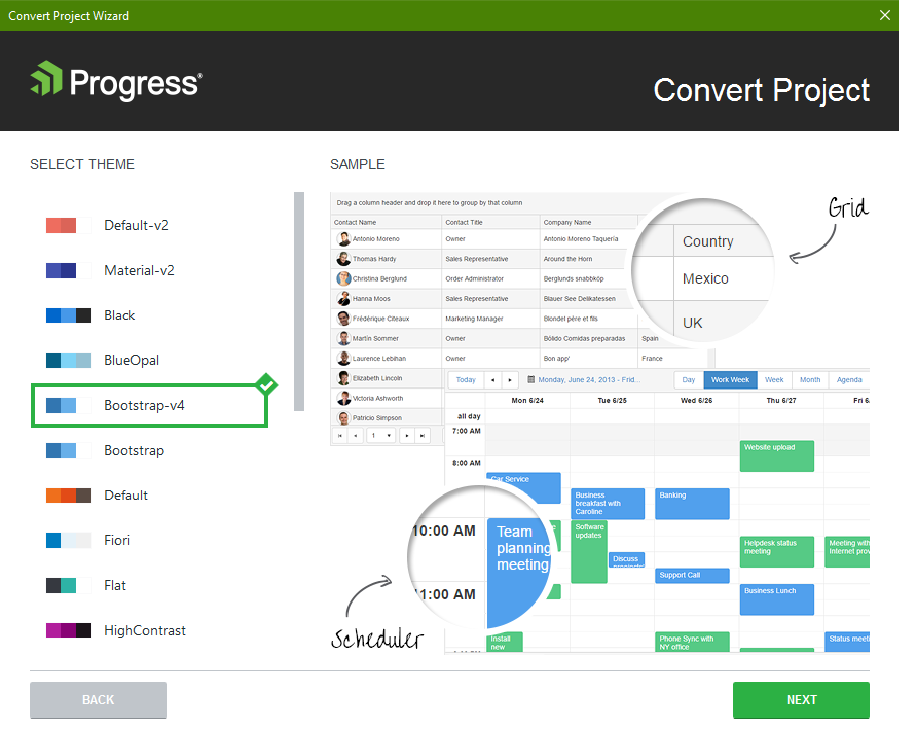 Convert Project Wizard
Progress®
Convert Project
SELECT THEME
Default-v2
Material-v2
Black
BlueOpal
Bootstrap-v4
Bootstrap
Default
Fiori
Flat
HighContrast
SAMPLE
Drag a column header and drop it here to group by that column
Contact Name Contact Title Company Name
Antonio Moreno Owner Antonio Moreno Taqueria
Thomas Hardy Sales Representative Around the Horn
Christina Berglund Order Administrator Berglunds snabbköp
Hanna Moos Sales Representative Blauer See Delikatessen
Frédérique Citeaux Marketing Manager Blondel père et fils
Martín Sommer Owner Bólido Comidas preparadas Spain
Laurence Lebihan Owner Bon app' France
Elizabeth Lincoln
Victoria Ashworth
Patricio Simpson
1
Country
Mexico
UK
Grid
Today Monday, June 24, 2013 - Frid... Day Work Week Week Month Agenda
Mon 6/24 Tue 6/25 Wed 6/26 Thu 6/27 Fri 6/
all day
7:00 AM
Website upload
8:00 AM
Car Service
Business
breakfast with
Caroline
Banking
10:00 AM
Team
planning
meeting
11:00 AM
Software
updates
Discuss
Helpdesk status
meeting
Meeting with
Internet prov
Support Call
Business Lunch
Install
new
Phone Sync with
NY office
Status meeti
Scheduler
BACK
NEXT